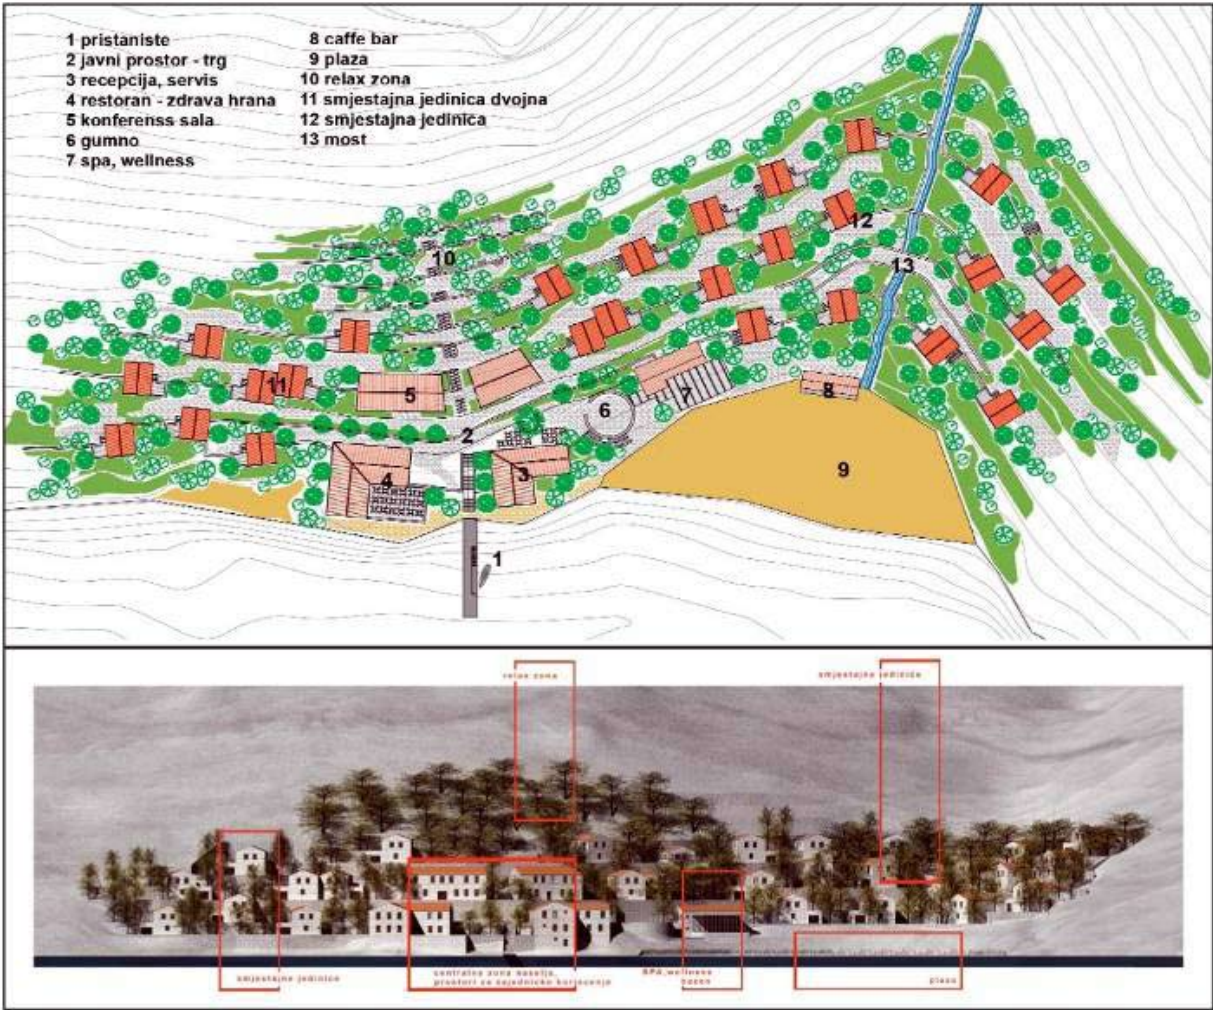 1 pristaniste
2 javni prostor - trg
3 recepcija, servis
4 restoran - zdrava hrana
5 konferenss sala
6 gumno
7 spa, wellness
8 caffe bar
9 plaza
10 relax zona
11 smjestajna jedinica dvojna
12 smjestajna jedinica
13 most
10
12
13
11
5
7
8
6
2
4
3
9
1
relax zona
smjestajne jedinice
smjestajne jedinice
centralna zona naselja,
prostori za zajednicko koriscenje
SPA, wellness
bazen
plaza